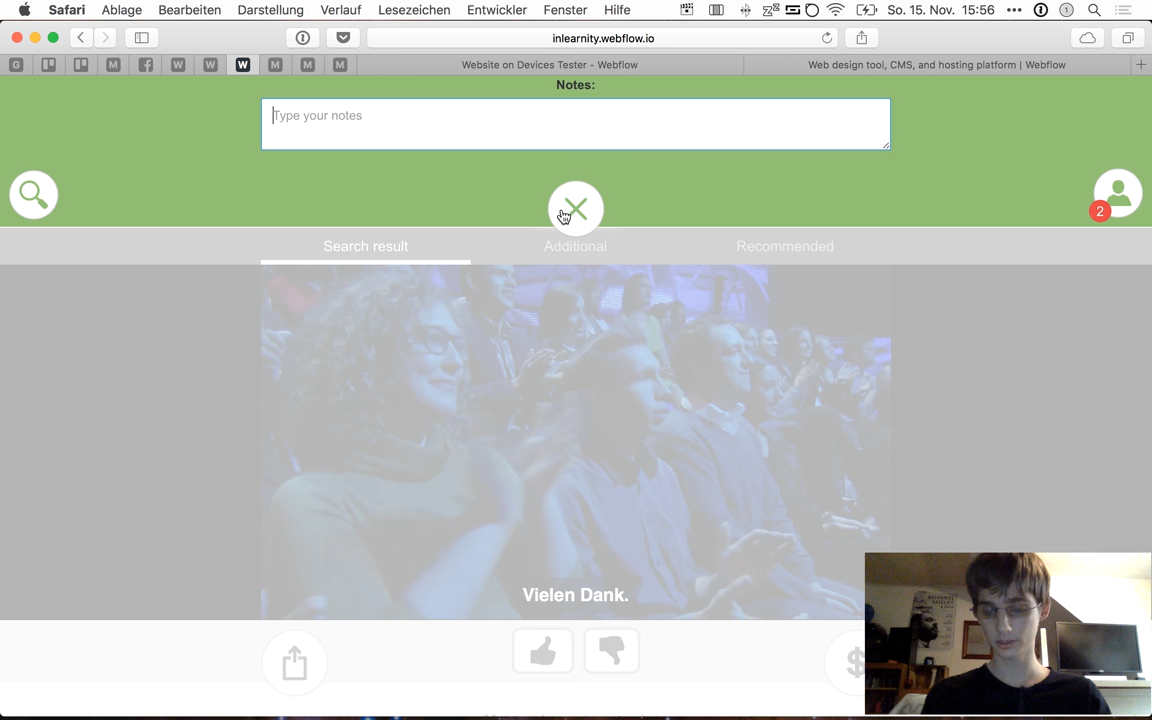 Safari Ablage Bearbeiten Darstellung Verlauf Lesezeichen Entwickler Fenster Hilfe So. 15. Nov. 15:56 ••• 1
inlearnity.webflow.io
G M f W W W M M M Website on Devices Tester - Webflow Web design tool, CMS, and hosting platform | Webflow +
Notes:
Type your notes
2
Search result Additional Recommended
Vielen Dank.
$